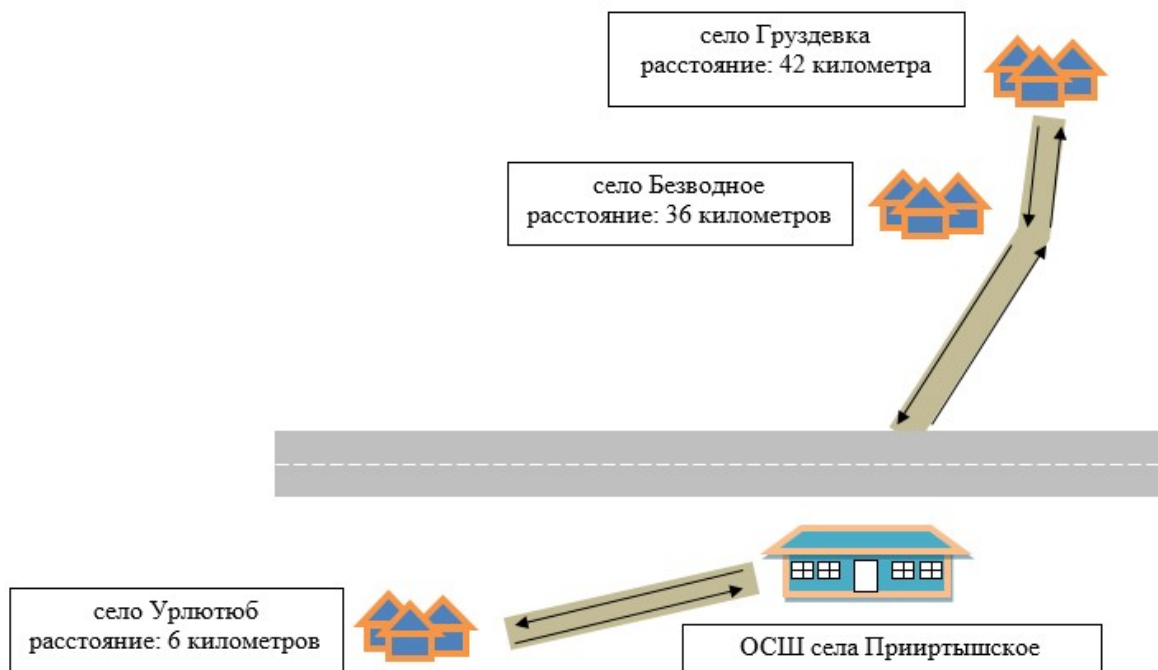 село Груздевка
расстояние: 42 километра
село Безводное
расстояние: 36 километров
село Урлютюб
расстояние: 6 километров
ОСШ села Прииртышское